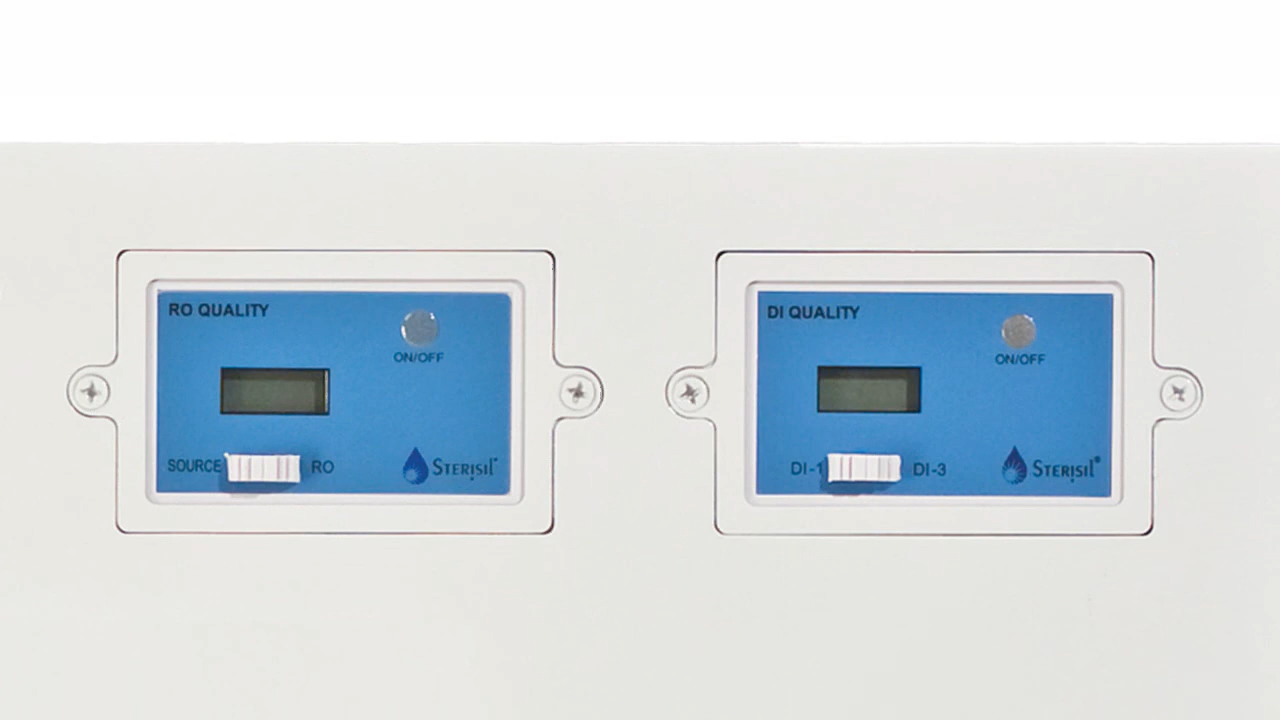 RO QUALITY
ON/OFF
SOURCE RO
STERISIL®
DI QUALITY
ON/OFF
DI-1 DI-3
STERISIL®